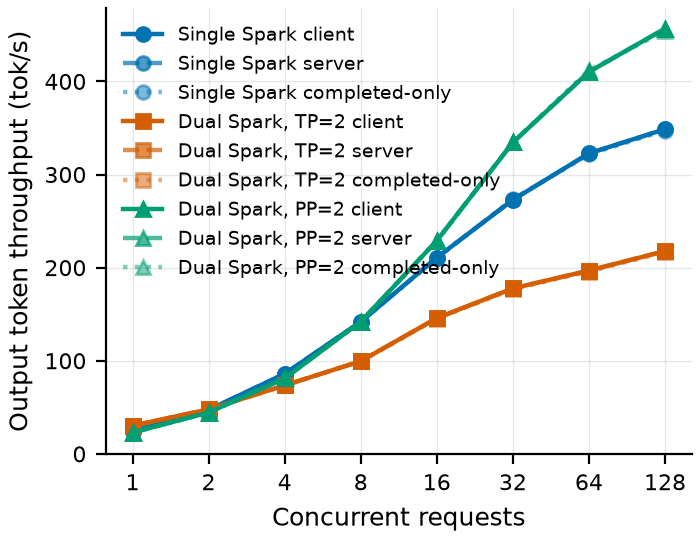 Output token throughput (tok/s)
400
300
200
100
0
Single Spark client
Single Spark server
Single Spark completed-only
Dual Spark, TP=2 client
Dual Spark, TP=2 server
Dual Spark, TP=2 completed-only
Dual Spark, PP=2 client
Dual Spark, PP=2 server
Dual Spark, PP=2 completed-only
1 2 4 8 16 32 64 128
Concurrent requests